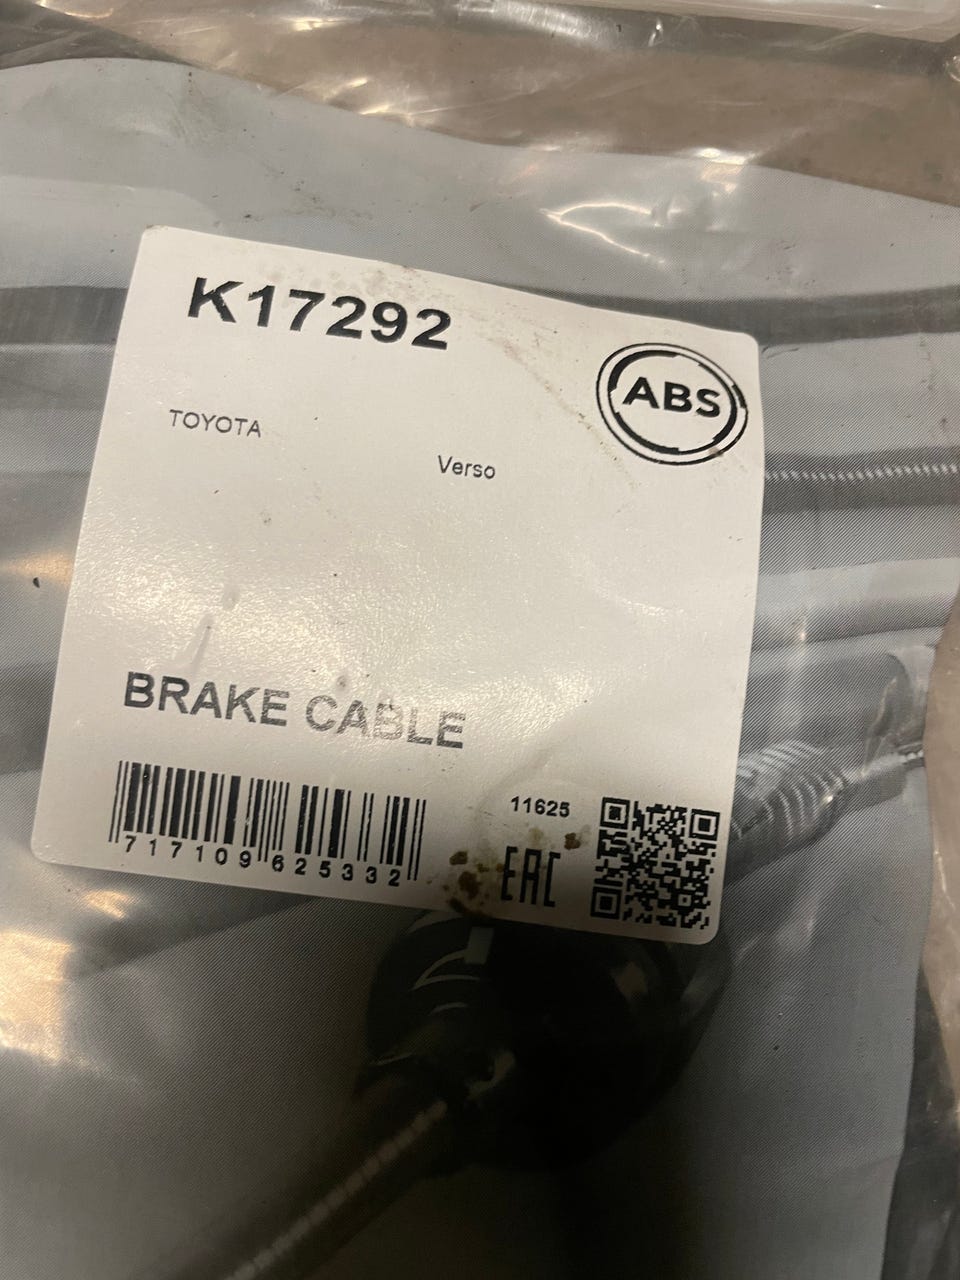 K17292
ABS
TOYOTA
Verso
BRAKE CABLE
11625
EAC
717109625332